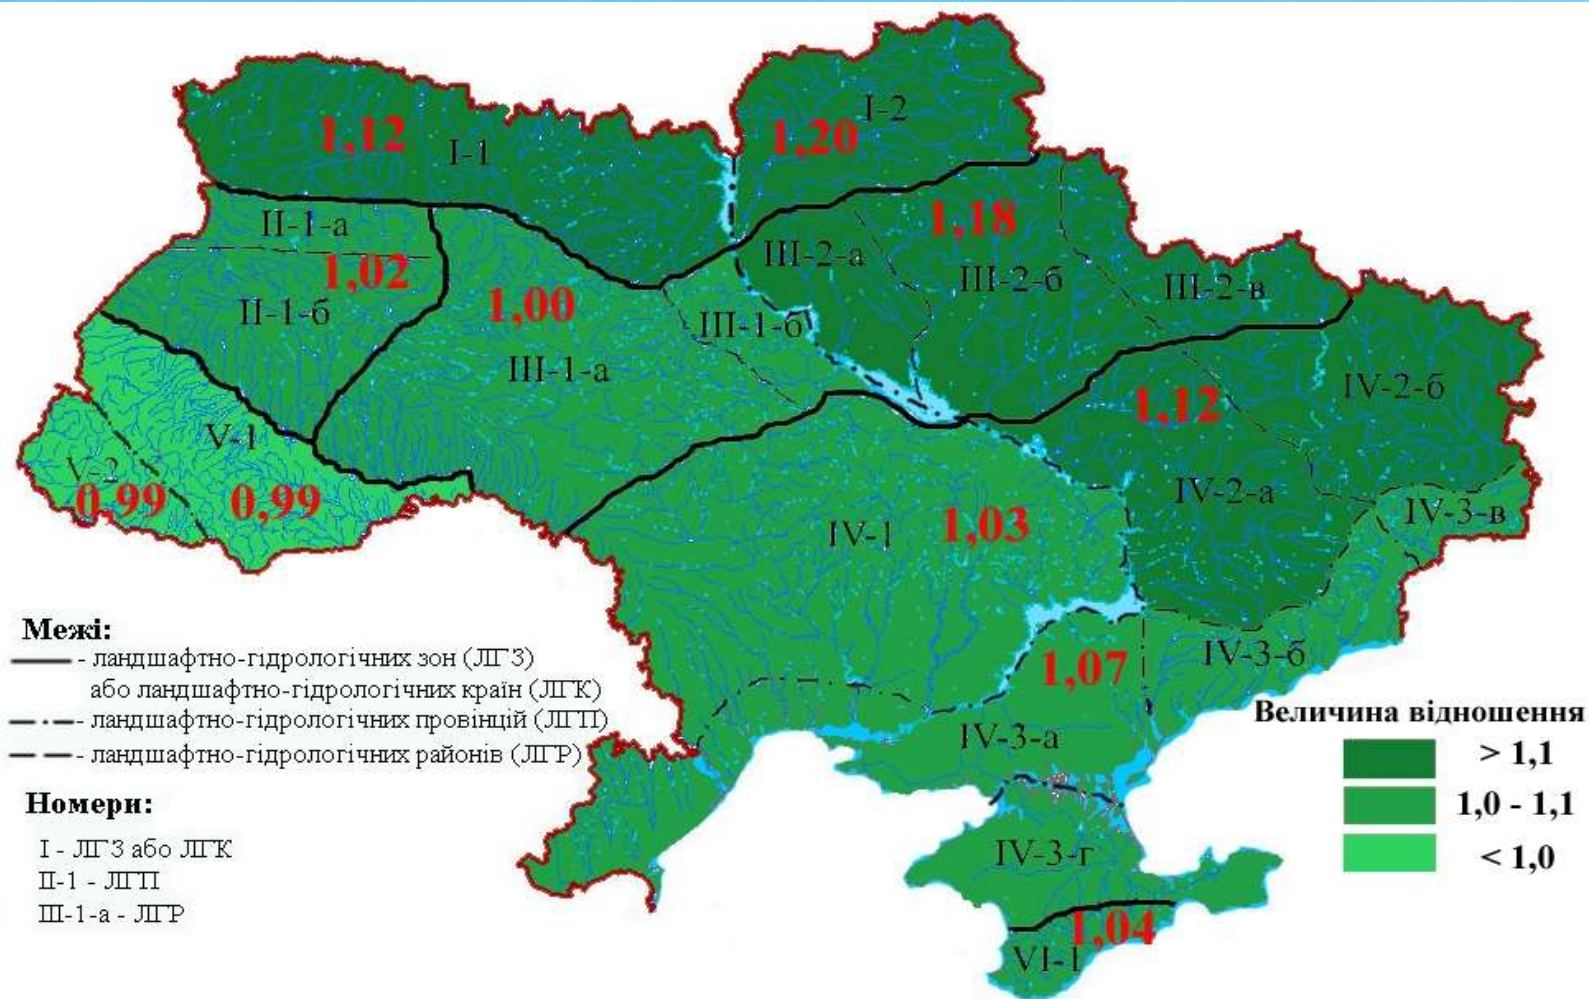 I-2
1,12
1,20
I-1
II-1-а
1,18
III-2-а
1,02
III-2-б
III-2-в
II-1-б
1,00
III-1-б
III-1-а
IV-2-б
1,12
V-1
V-2
0,99
0,99
IV-2-а
IV-3-в
IV-1
1,03
Межі:
- ландшафтно-гідрологічних зон (ЛГЗ)
або ландшафтно-гідрологічних країн (ЛГК)
- ландшафтно-гідрологічних провінцій (ЛГП)
- ландшафтно-гідрологічних районів (ЛГР)
1,07
IV-3-б
IV-3-а
Величина відношення
> 1,1
1,0 - 1,1
< 1,0
Номери:
I - ЛГЗ або ЛГК
II-1 - ЛГП
III-1-а - ЛГР
IV-3-г
1,04
VI-1